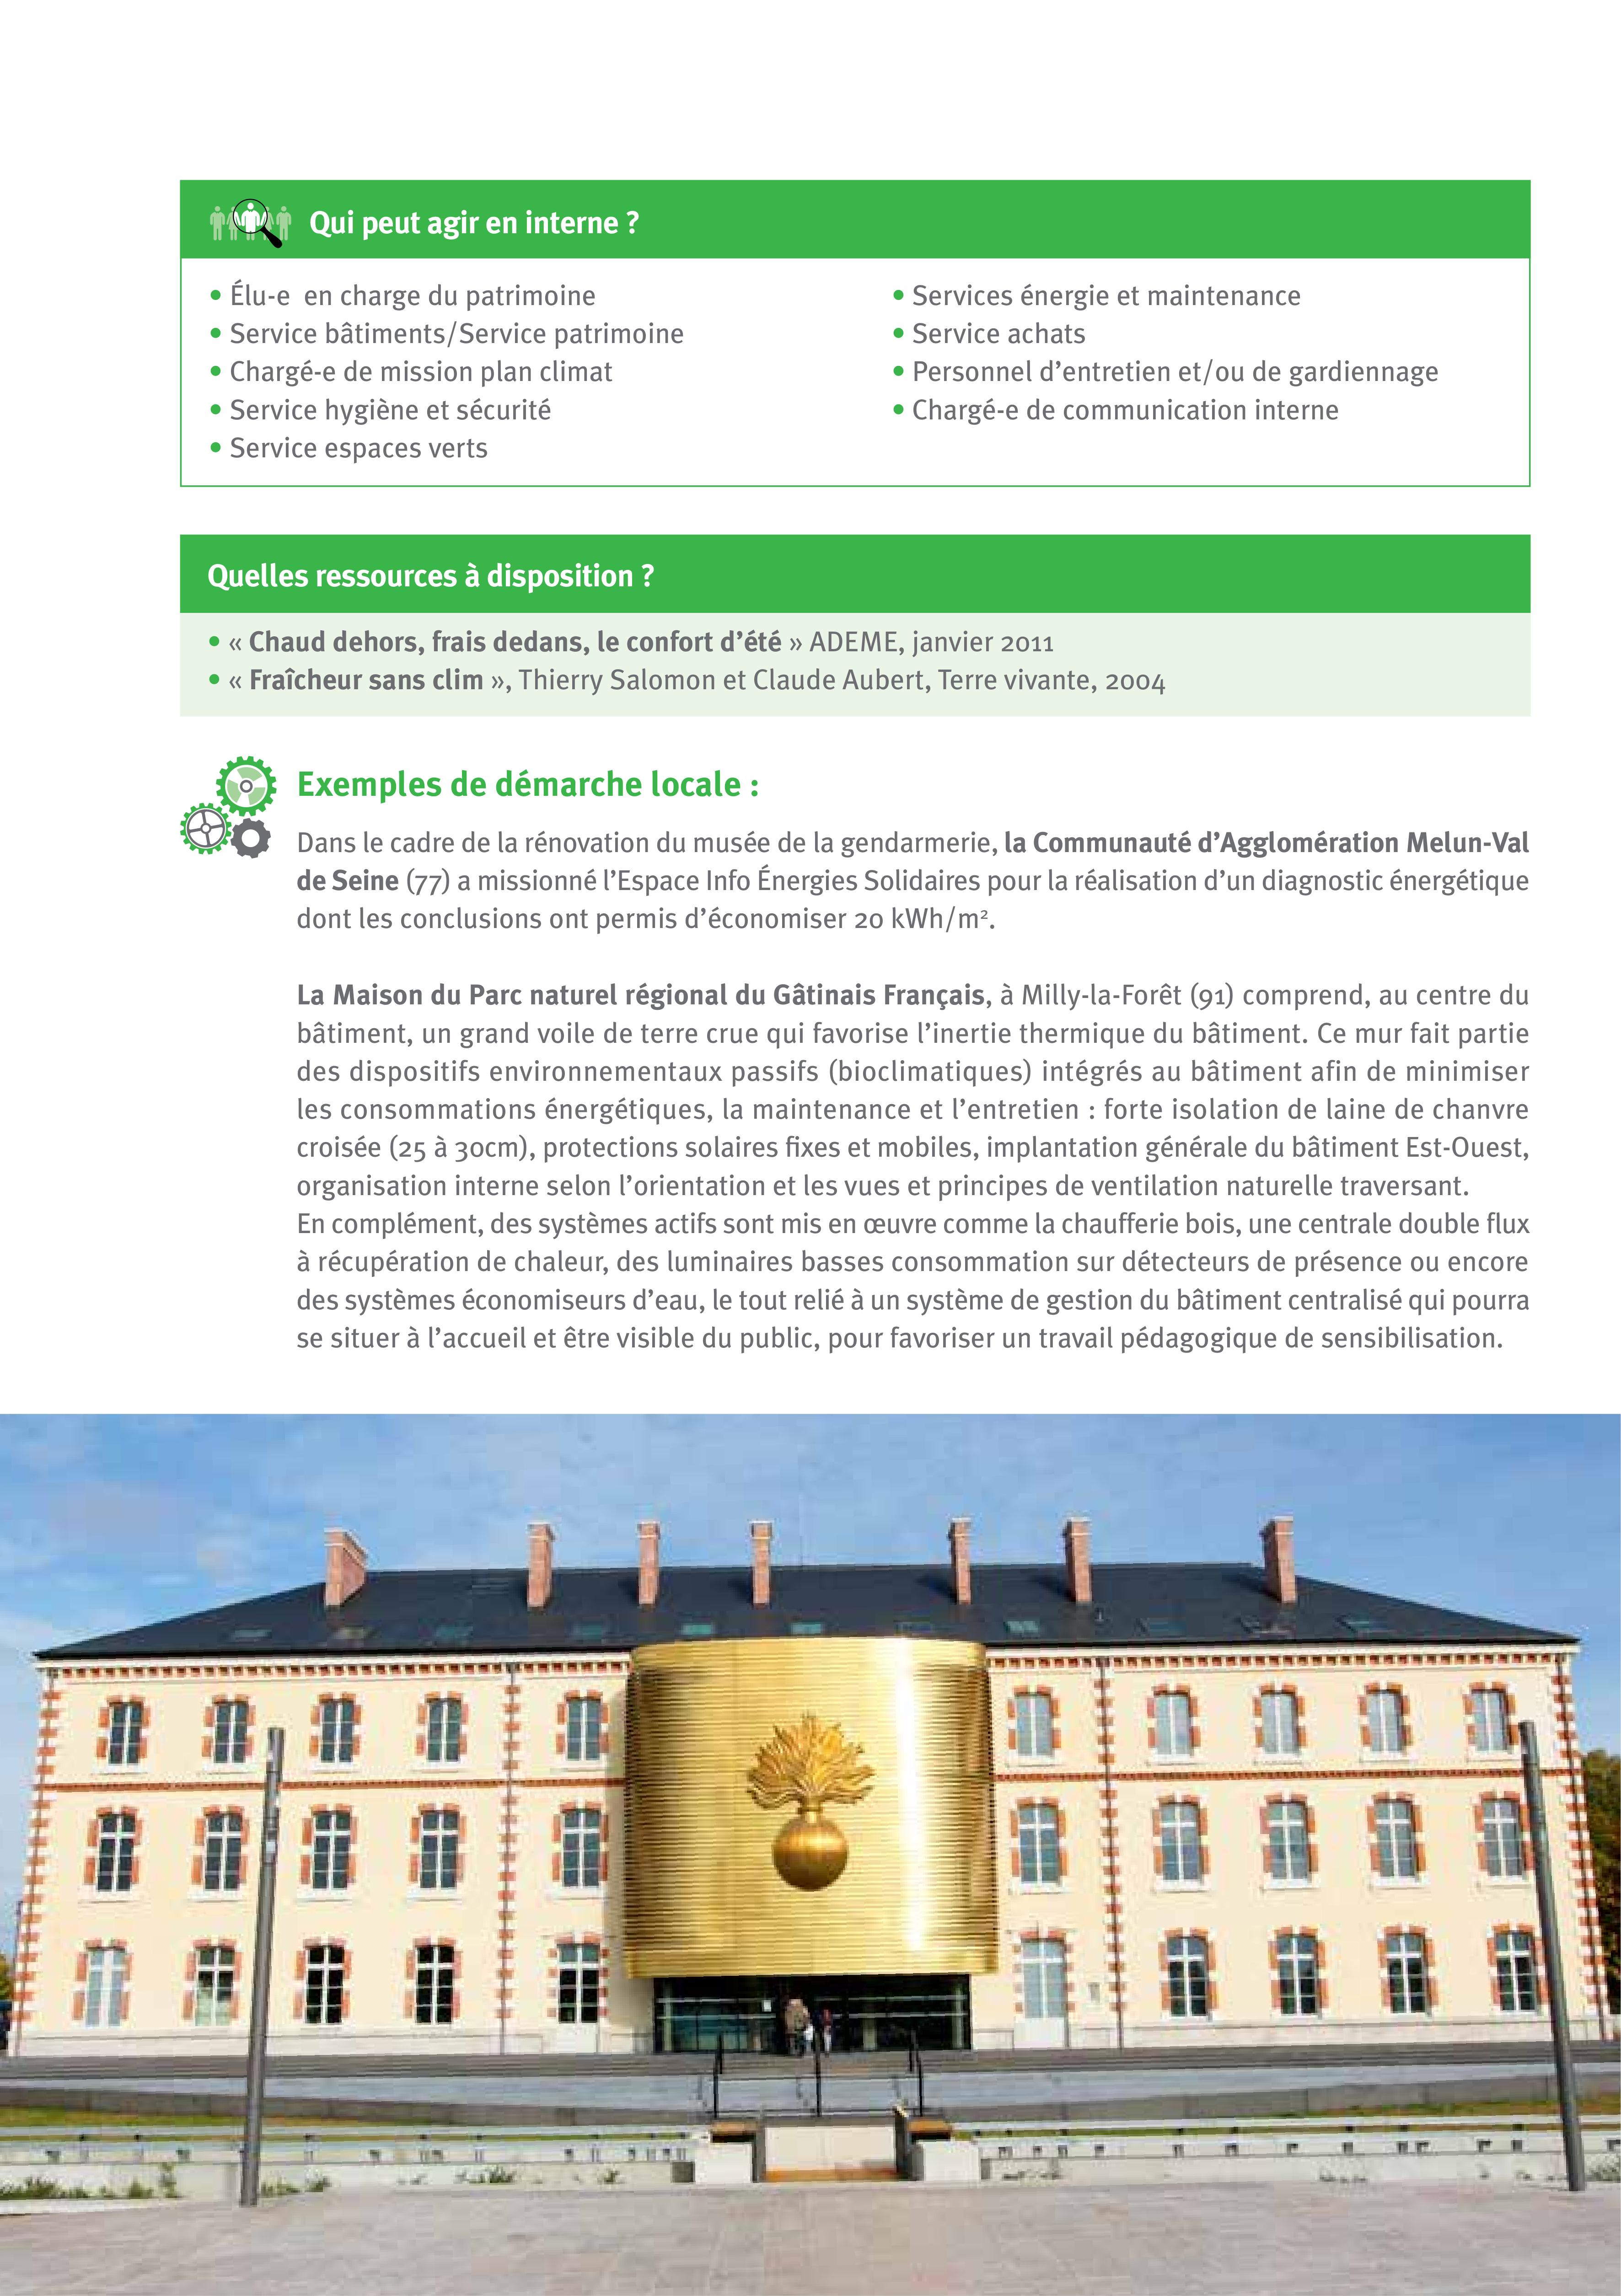 Qui peut agir en interne ?
• Élu-e en charge du patrimoine
• Service bâtiments/Service patrimoine
• Chargé-e de mission plan climat
• Service hygiène et sécurité
• Service espaces verts
• Services énergie et maintenance
• Service achats
• Personnel d’entretien et/ou de gardiennage
• Chargé-e de communication interne
Quelles ressources à disposition ?
• « Chaud dehors, frais dedans, le confort d’été » ADEME, janvier 2011
• « Fraîcheur sans clim », Thierry Salomon et Claude Aubert, Terre vivante, 2004
Exemples de démarche locale :
Dans le cadre de la rénovation du musée de la gendarmerie, la Communauté d’Agglomération Melun-Val
de Seine (77) a missionné l’Espace Info Énergies Solidaires pour la réalisation d’un diagnostic énergétique
dont les conclusions ont permis d’économiser 20 kWh/m².
La Maison du Parc naturel régional du Gâtinais Français, à Milly-la-Forêt (91) comprend, au centre du
bâtiment, un grand voile de terre crue qui favorise l’inertie thermique du bâtiment. Ce mur fait partie
des dispositifs environnementaux passifs (bioclimatiques) intégrés au bâtiment afin de minimiser
les consommations énergétiques, la maintenance et l’entretien : forte isolation de laine de chanvre
croisée (25 à 30cm), protections solaires fixes et mobiles, implantation générale du bâtiment Est-Ouest,
organisation interne selon l’orientation et les vues et principes de ventilation naturelle traversant.
En complément, des systèmes actifs sont mis en œuvre comme la chaufferie bois, une centrale double flux
à récupération de chaleur, des luminaires basses consommation sur détecteurs de présence ou encore
des systèmes économiseurs d’eau, le tout relié à un système de gestion du bâtiment centralisé qui pourra
se situer à l’accueil et être visible du public, pour favoriser un travail pédagogique de sensibilisation.